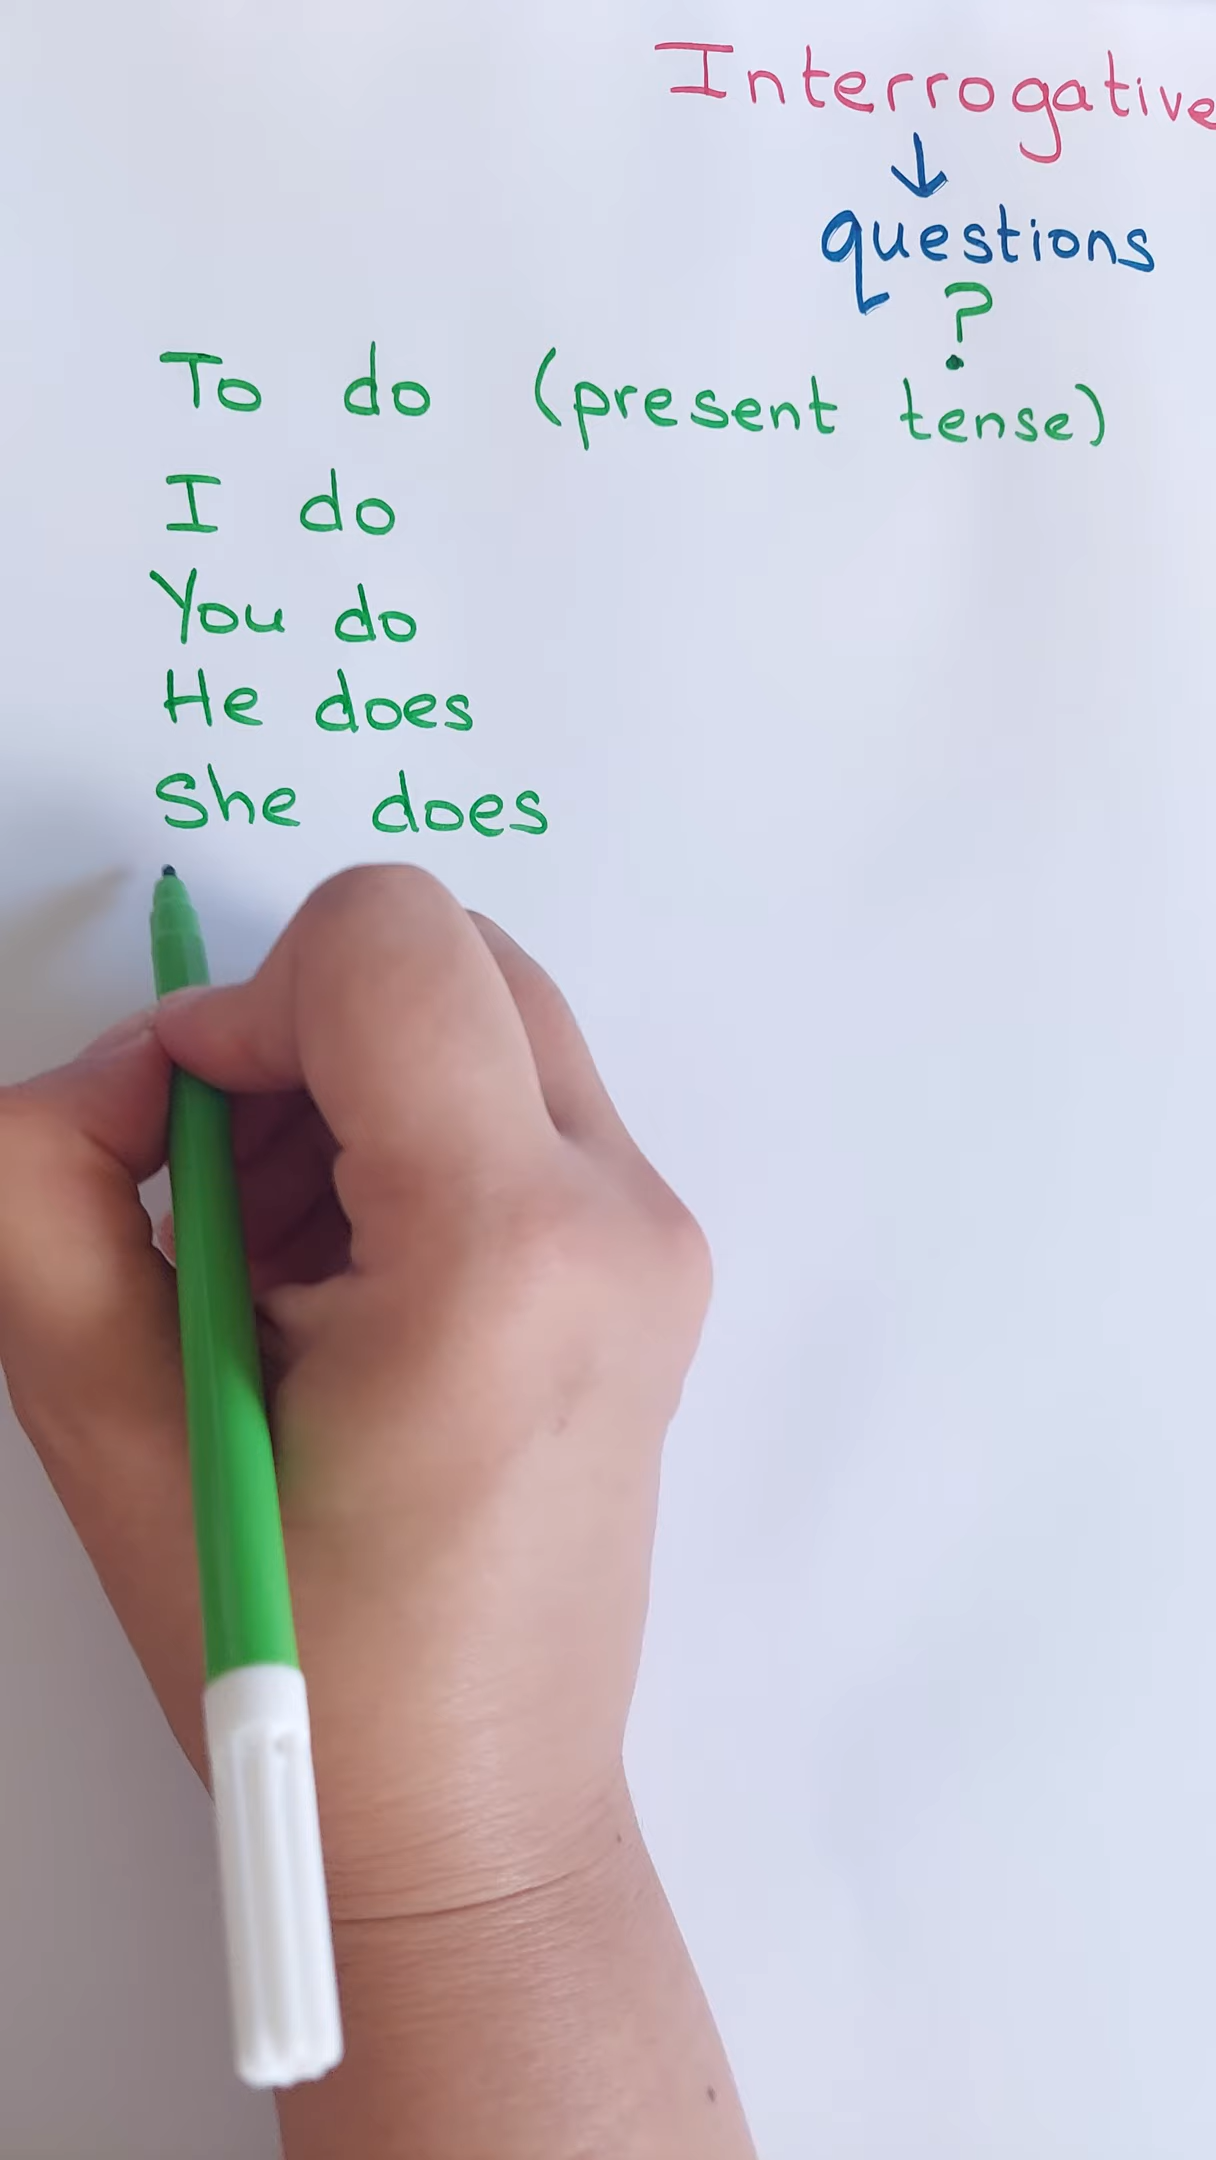 Interrogative
↓
questions
?
To do (present tense)
I do
You do
He does
She does